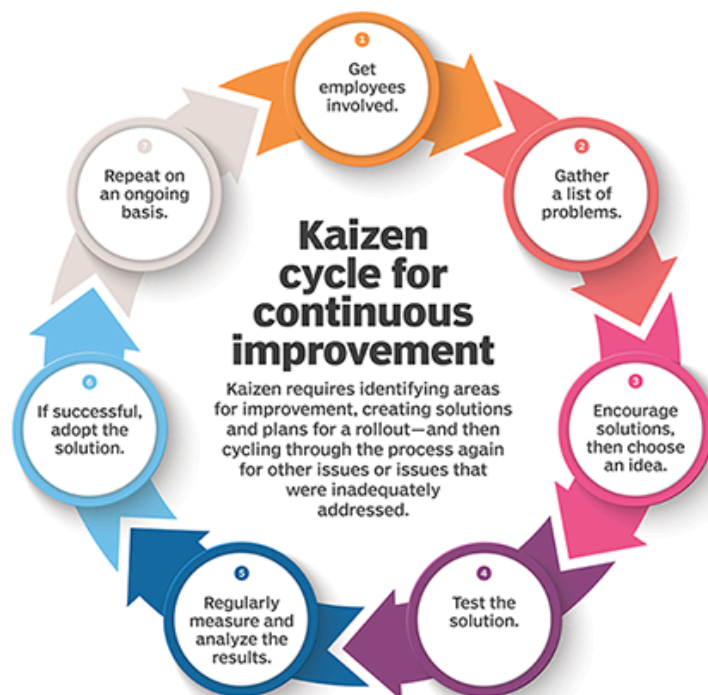 1
Get
employees
involved.
2
Gather
a list of
problems.
3
Encourage
solutions,
then choose
an idea.
4
Test the
solution.
5
Regularly
measure and
analyze the
results.
6
If successful,
adopt the
solution.
7
Repeat on
an ongoing
basis.
Kaizen
cycle for
continuous
improvement
Kaizen requires identifying areas
for improvement, creating solutions
and plans for a rollout—and then
cycling through the process again
for other issues or issues that
were inadequately
addressed.